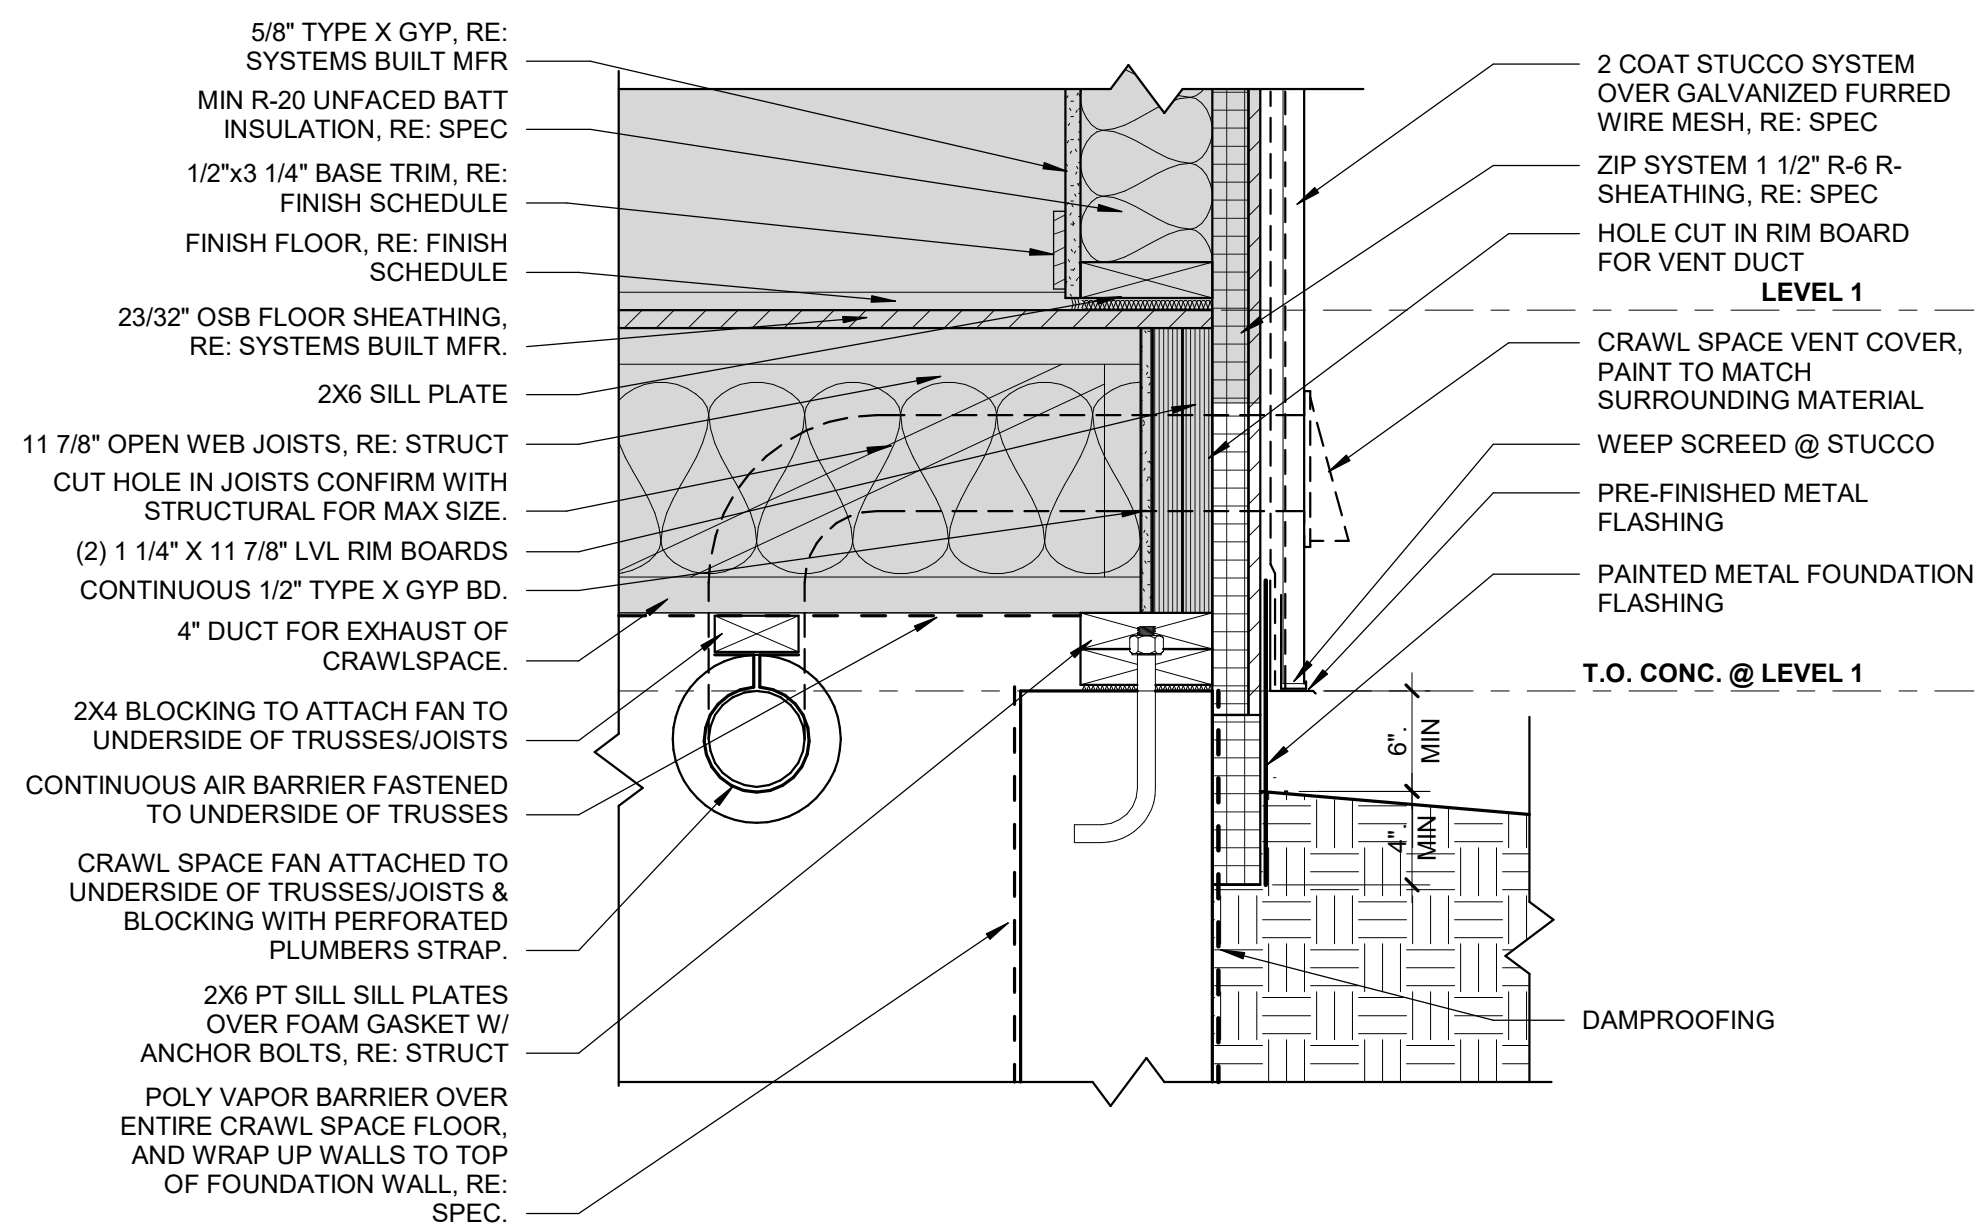 5/8" TYPE X GYP, RE:
SYSTEMS BUILT MFR
MIN R-20 UNFACED BATT
INSULATION, RE: SPEC
1/2"x3 1/4" BASE TRIM, RE:
FINISH SCHEDULE
FINISH FLOOR, RE: FINISH
SCHEDULE
23/32" OSB FLOOR SHEATHING,
RE: SYSTEMS BUILT MFR.
2X6 SILL PLATE
11 7/8" OPEN WEB JOISTS, RE: STRUCT
CUT HOLE IN JOISTS CONFIRM WITH
STRUCTURAL FOR MAX SIZE.
(2) 1 1/4" X 11 7/8" LVL RIM BOARDS
CONTINUOUS 1/2" TYPE X GYP BD.
4" DUCT FOR EXHAUST OF
CRAWLSPACE.
2X4 BLOCKING TO ATTACH FAN TO
UNDERSIDE OF TRUSSES/JOISTS
CONTINUOUS AIR BARRIER FASTENED
TO UNDERSIDE OF TRUSSES
CRAWL SPACE FAN ATTACHED TO
UNDERSIDE OF TRUSSES/JOISTS &
BLOCKING WITH PERFORATED
PLUMBERS STRAP.
2X6 PT SILL SILL PLATES
OVER FOAM GASKET W/
ANCHOR BOLTS, RE: STRUCT
POLY VAPOR BARRIER OVER
ENTIRE CRAWL SPACE FLOOR,
AND WRAP UP WALLS TO TOP
OF FOUNDATION WALL, RE:
SPEC.
2 COAT STUCCO SYSTEM
OVER GALVANIZED FURRED
WIRE MESH, RE: SPEC
ZIP SYSTEM 1 1/2" R-6 R-
SHEATHING, RE: SPEC
HOLE CUT IN RIM BOARD
FOR VENT DUCT
LEVEL 1
CRAWL SPACE VENT COVER,
PAINT TO MATCH
SURROUNDING MATERIAL
WEEP SCREED @ STUCCO
PRE-FINISHED METAL
FLASHING
PAINTED METAL FOUNDATION
FLASHING
T.O. CONC. @ LEVEL 1
6".
MIN
4".
MIN
DAMPROOFING